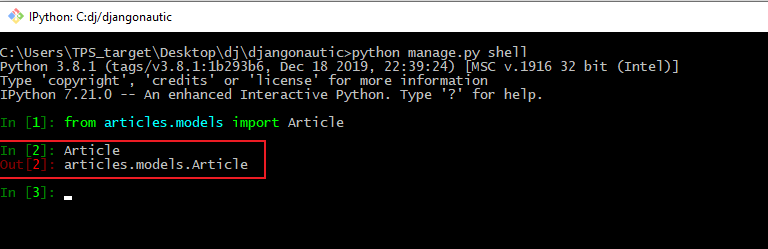 IPython: C:dj/djangonautic
C:\Users\TPS_target\Desktop\dj\djangonautic>python manage.py shell
Python 3.8.1 (tags/v3.8.1:1b293b6, Dec 18 2019, 22:39:24) [MSC v.1916 32 bit (Intel)]
Type 'copyright', 'credits' or 'license' for more information
IPython 7.21.0 -- An enhanced Interactive Python. Type '?' for help.
In [1]: from articles.models import Article
In [2]: Article
Out[2]: articles.models.Article
In [3]: